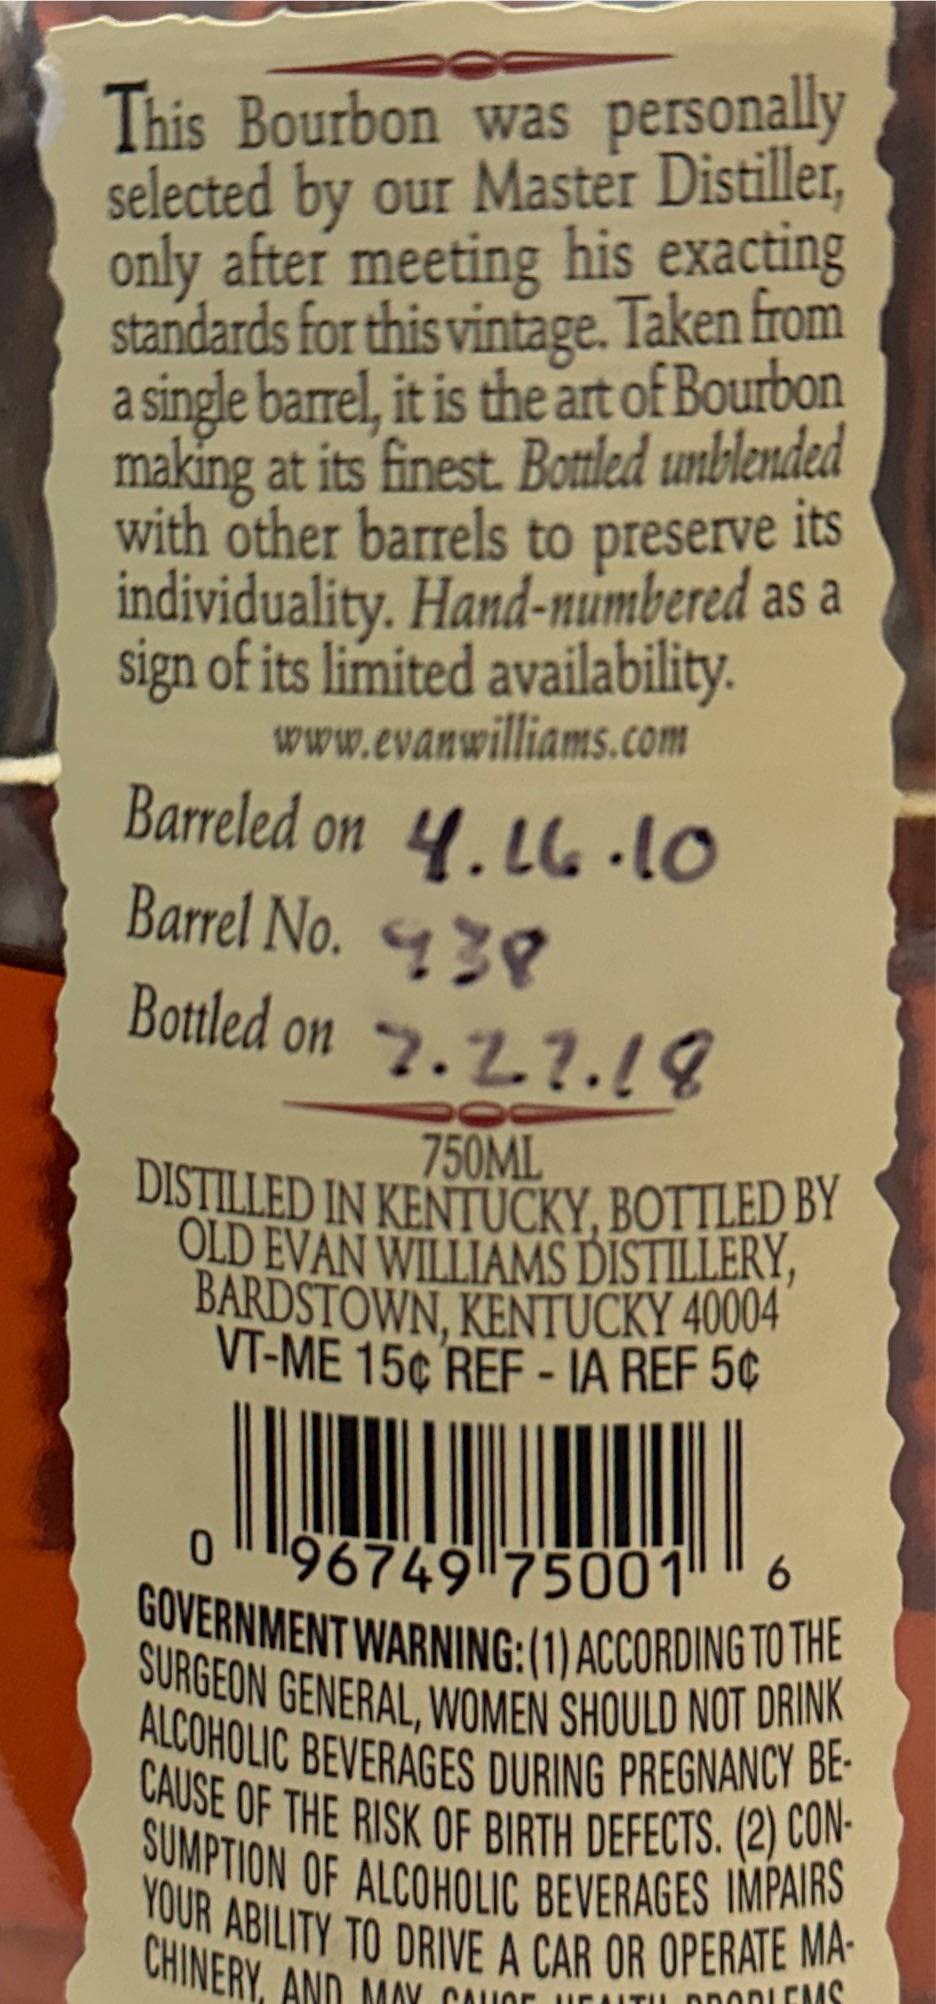 This Bourbon was personally
selected by our Master Distiller,
only after meeting his exacting
standards for this vintage. Taken from
a single barrel, it is the art of Bourbon
making at its finest. Bottled unblended
with other barrels to preserve its
individuality. Hand-numbered as a
sign of its limited availability.
www.evanwilliams.com
Barreled on 4.16.10
Barrel No. 938
Bottled on 7.27.18
750ML
DISTILLED IN KENTUCKY, BOTTLED BY
OLD EVAN WILLIAMS DISTILLERY,
BARDSTOWN, KENTUCKY 40004
VT-ME 15¢ REF - IA REF 5¢
0 96749 75001 6
GOVERNMENT WARNING: (1) ACCORDING TO THE
SURGEON GENERAL, WOMEN SHOULD NOT DRINK
ALCOHOLIC BEVERAGES DURING PREGNANCY BE-
CAUSE OF THE RISK OF BIRTH DEFECTS. (2) CON-
SUMPTION OF ALCOHOLIC BEVERAGES IMPAIRS
YOUR ABILITY TO DRIVE A CAR OR OPERATE MA-
CHINERY, AND MAY CAUSE HEALTH PROBLEMS